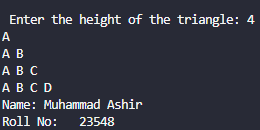 Enter the height of the triangle: 4
A
A B
A B C
A B C D
Name: Muhammad Ashir
Roll No:   23548